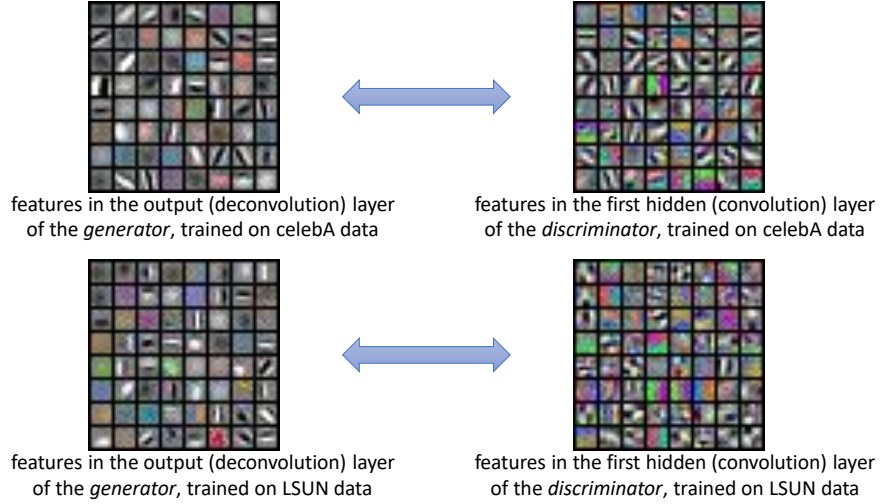 features in the output (deconvolution) layer
of the generator, trained on celebA data
features in the first hidden (convolution) layer
of the discriminator, trained on celebA data
features in the output (deconvolution) layer
of the generator, trained on LSUN data
features in the first hidden (convolution) layer
of the discriminator, trained on LSUN data